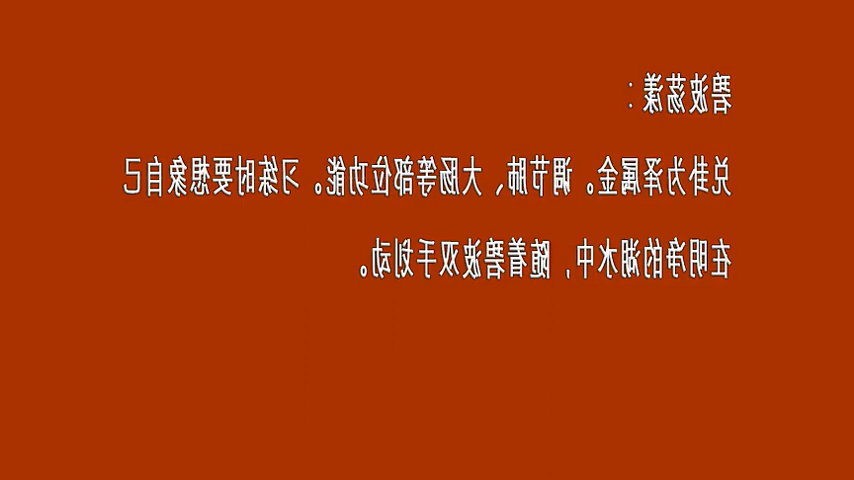 碧波荡漾：
兑卦为泽属金。调节肺、大肠等部位功能。习练时要想象自己
在明净的湖水中，随着碧波双手划动。